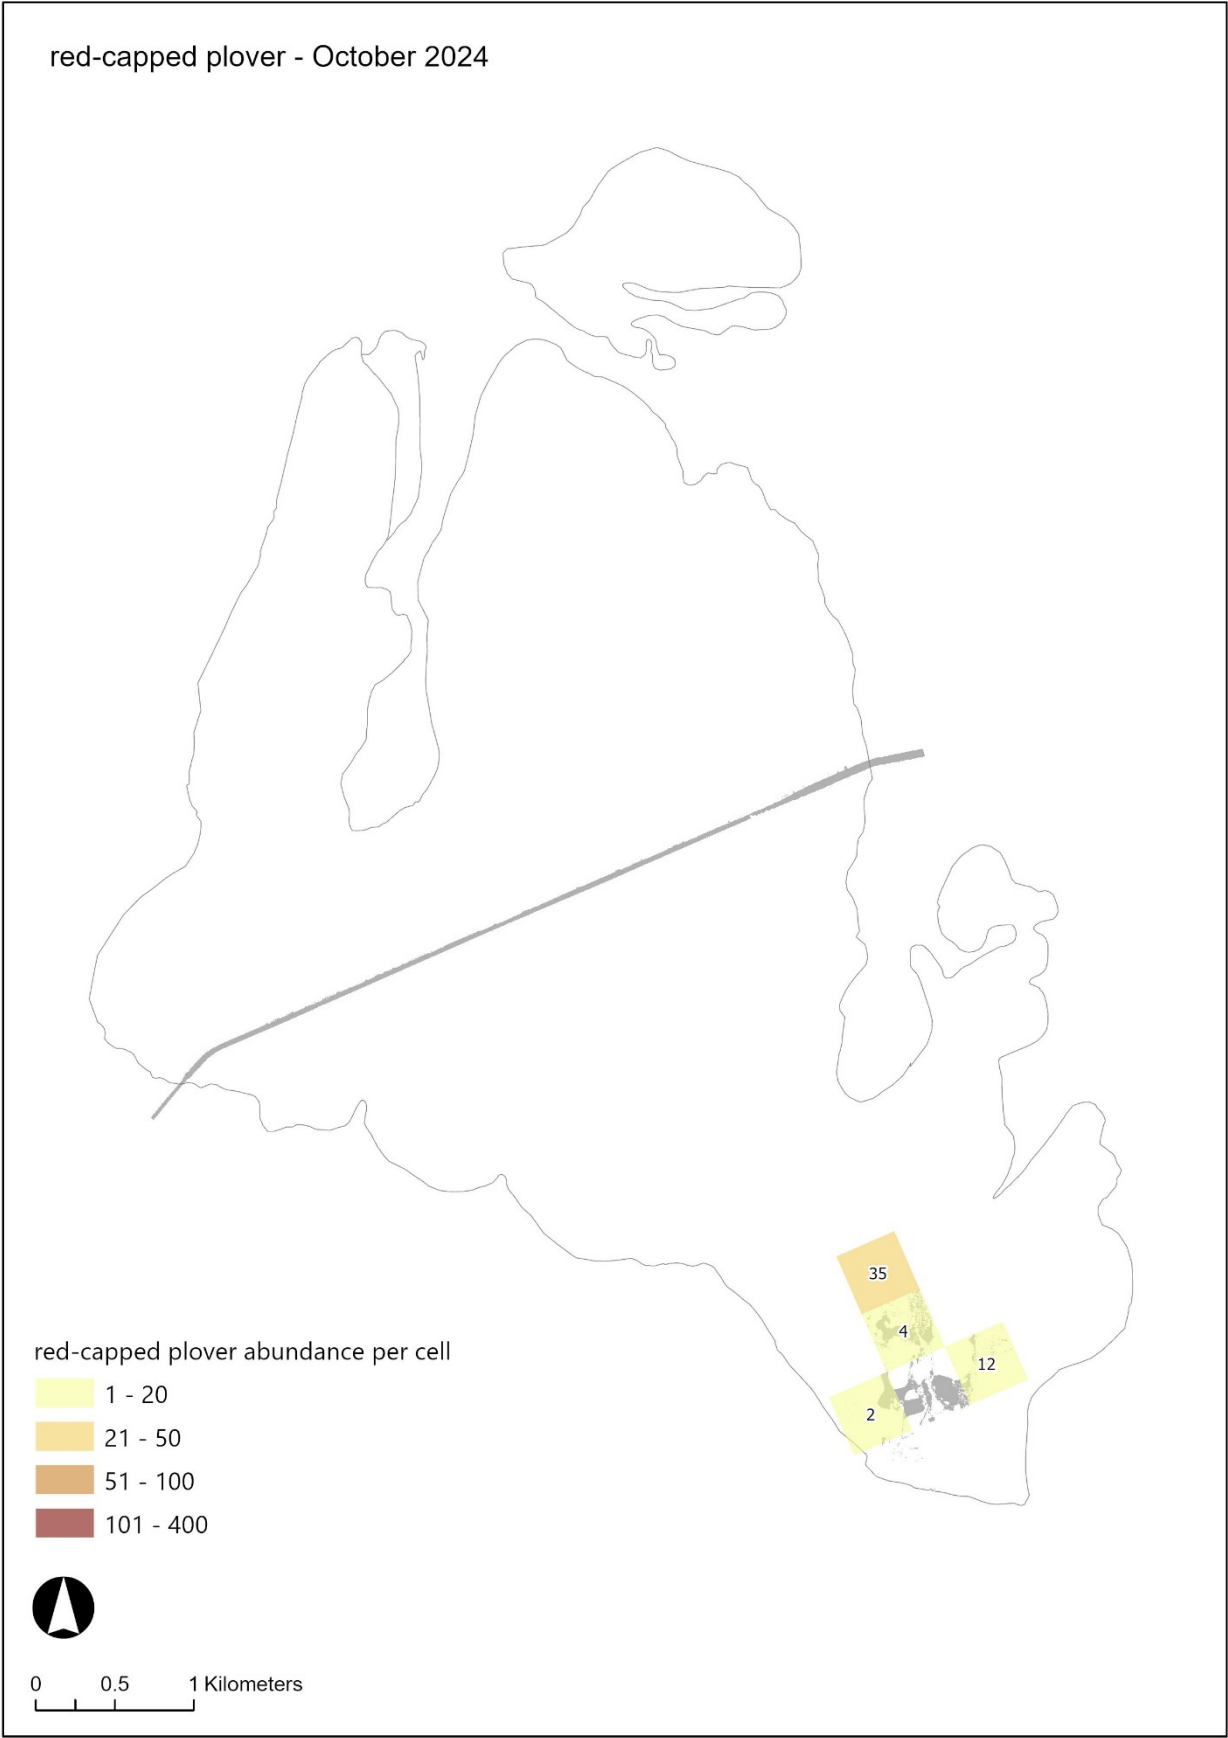 red-capped plover - October 2024
35
4
12
2
red-capped plover abundance per cell
1 - 20
21 - 50
51 - 100
101 - 400
0 0.5 1 Kilometers